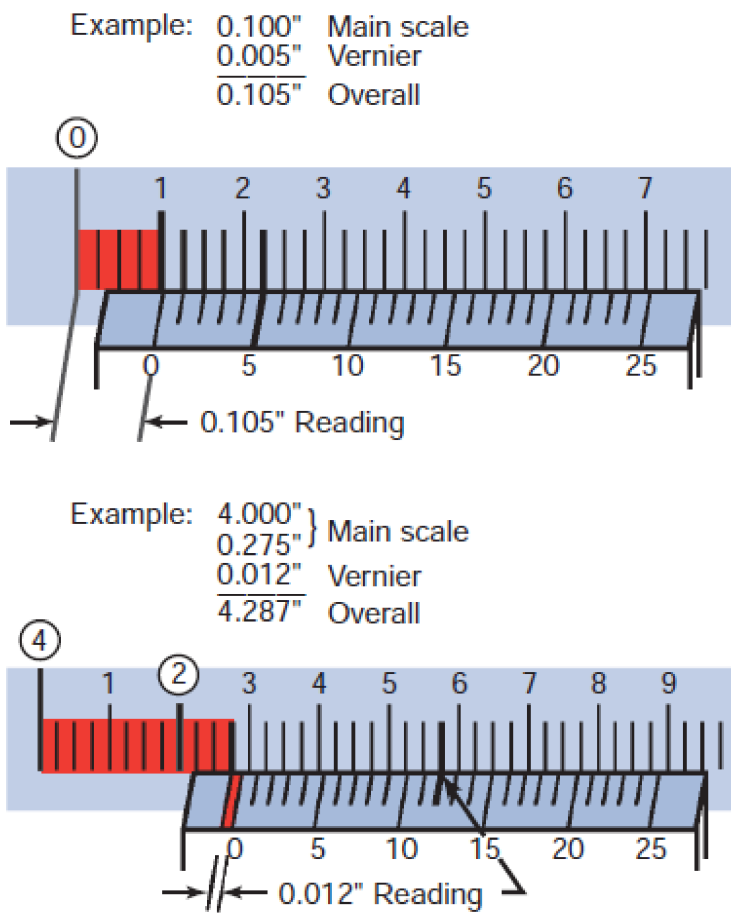 Example: 0.100" Main scale
0.005" Vernier
0.105" Overall
0
1 2 3 4 5 6 7
0 5 10 15 20 25
0.105" Reading
Example: 4.000"
0.275" } Main scale
0.012" Vernier
4.287" Overall
4
1 2 3 4 5 6 7 8 9
0 5 10 15 20 25
0.012" Reading